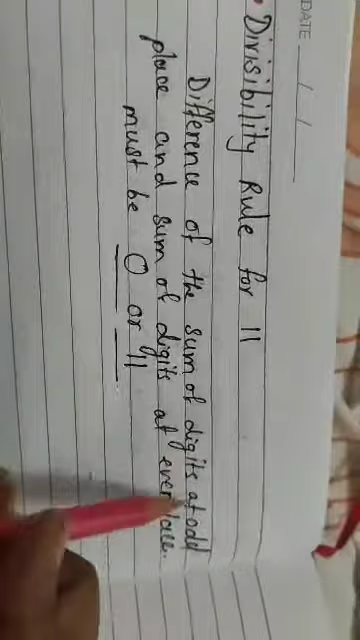 DATE
Divisibility Rule for 11
Difference of the sum of digits at odd
place and sum of digits at even place.
must be 0 or 11